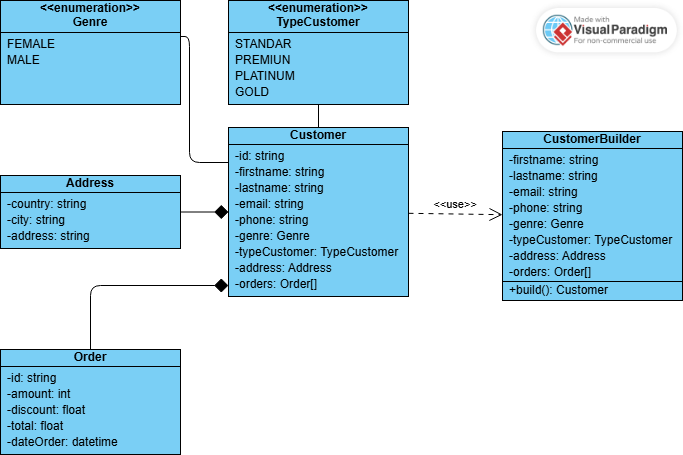 <<enumeration>>
Genre
FEMALE
MALE
<<enumeration>>
TypeCustomer
STANDAR
PREMIUN
PLATINUM
GOLD
Made with
VisualParadigm
For non-commercial use
Customer
-id: string
-firstname: string
-lastname: string
-email: string
-phone: string
-genre: Genre
-typeCustomer: TypeCustomer
-address: Address
-orders: Order[]
Address
-country: string
-city: string
-address: string
<<use>>
CustomerBuilder
-firstname: string
-lastname: string
-email: string
-phone: string
-genre: Genre
-typeCustomer: TypeCustomer
-address: Address
-orders: Order[]
+build(): Customer
Order
-id: string
-amount: int
-discount: float
-total: float
-dateOrder: datetime